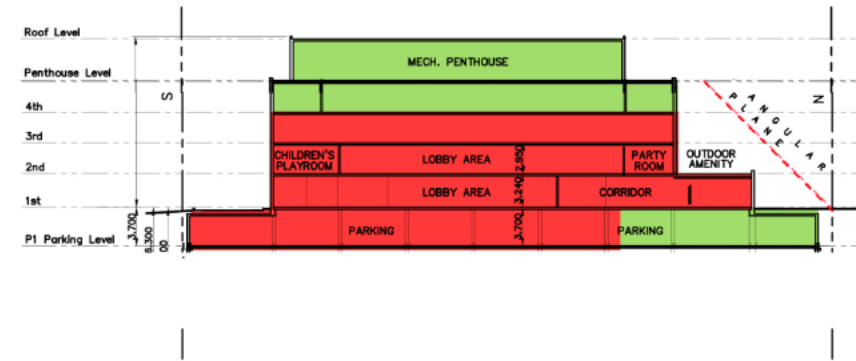 Roof Level
MECH. PENTHOUSE
Penthouse Level
S
N
ANGULAR
PLANE
4th
3rd
CHILDREN'S
PLAYROOM
LOBBY AREA
2.950
PARTY
ROOM
OUTDOOR
AMENITY
2nd
LOBBY AREA
3.240
CORRIDOR
1st
3.700
6.300
00
PARKING
3.700
PARKING
P1 Parking Level